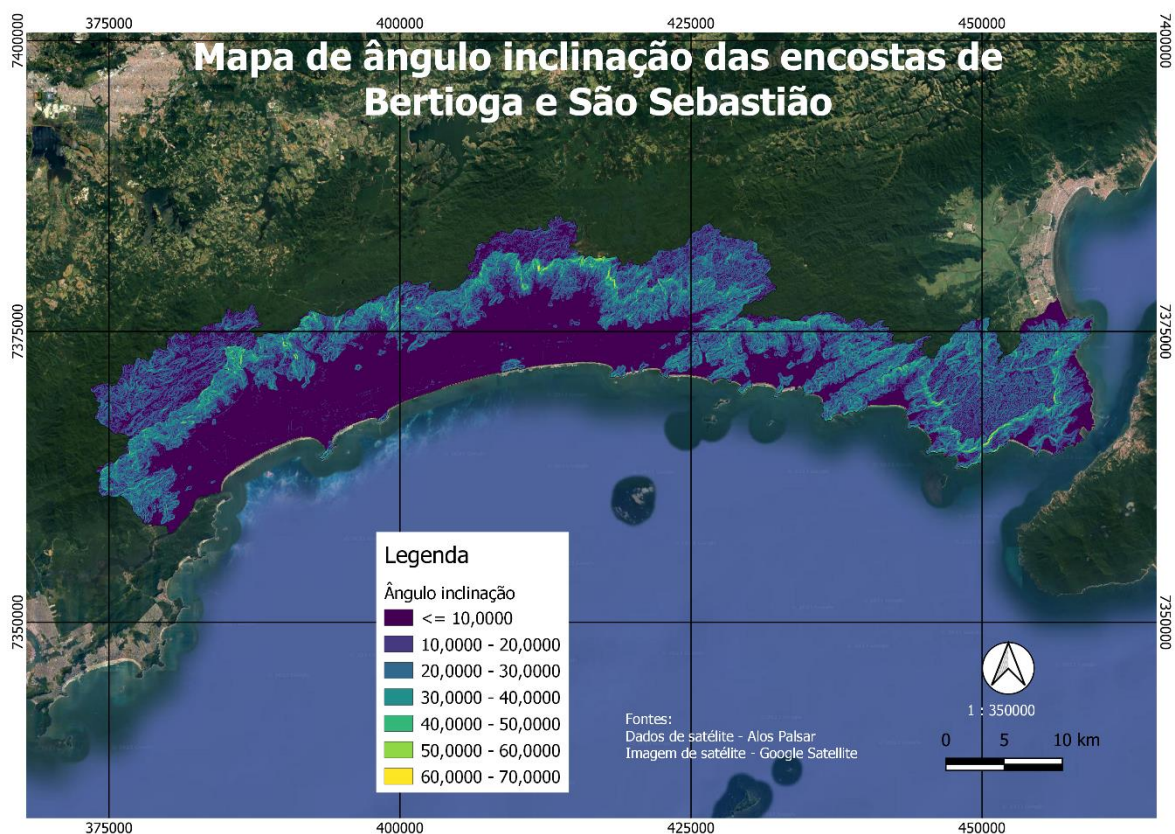 375000 400000 425000 450000
7400000 7400000
Mapa de ângulo inclinação das encostas de
Bertioga e São Sebastião
7375000 7375000
7350000 7350000
Legenda
Ângulo inclinação
<= 10,0000
10,0000 - 20,0000
20,0000 - 30,0000
30,0000 - 40,0000
40,0000 - 50,0000
50,0000 - 60,0000
60,0000 - 70,0000
Fontes:
Dados de satélite - Alos Palsar
Imagem de satélite - Google Satellite
1 : 350000
0 5 10 km
375000 400000 425000 450000